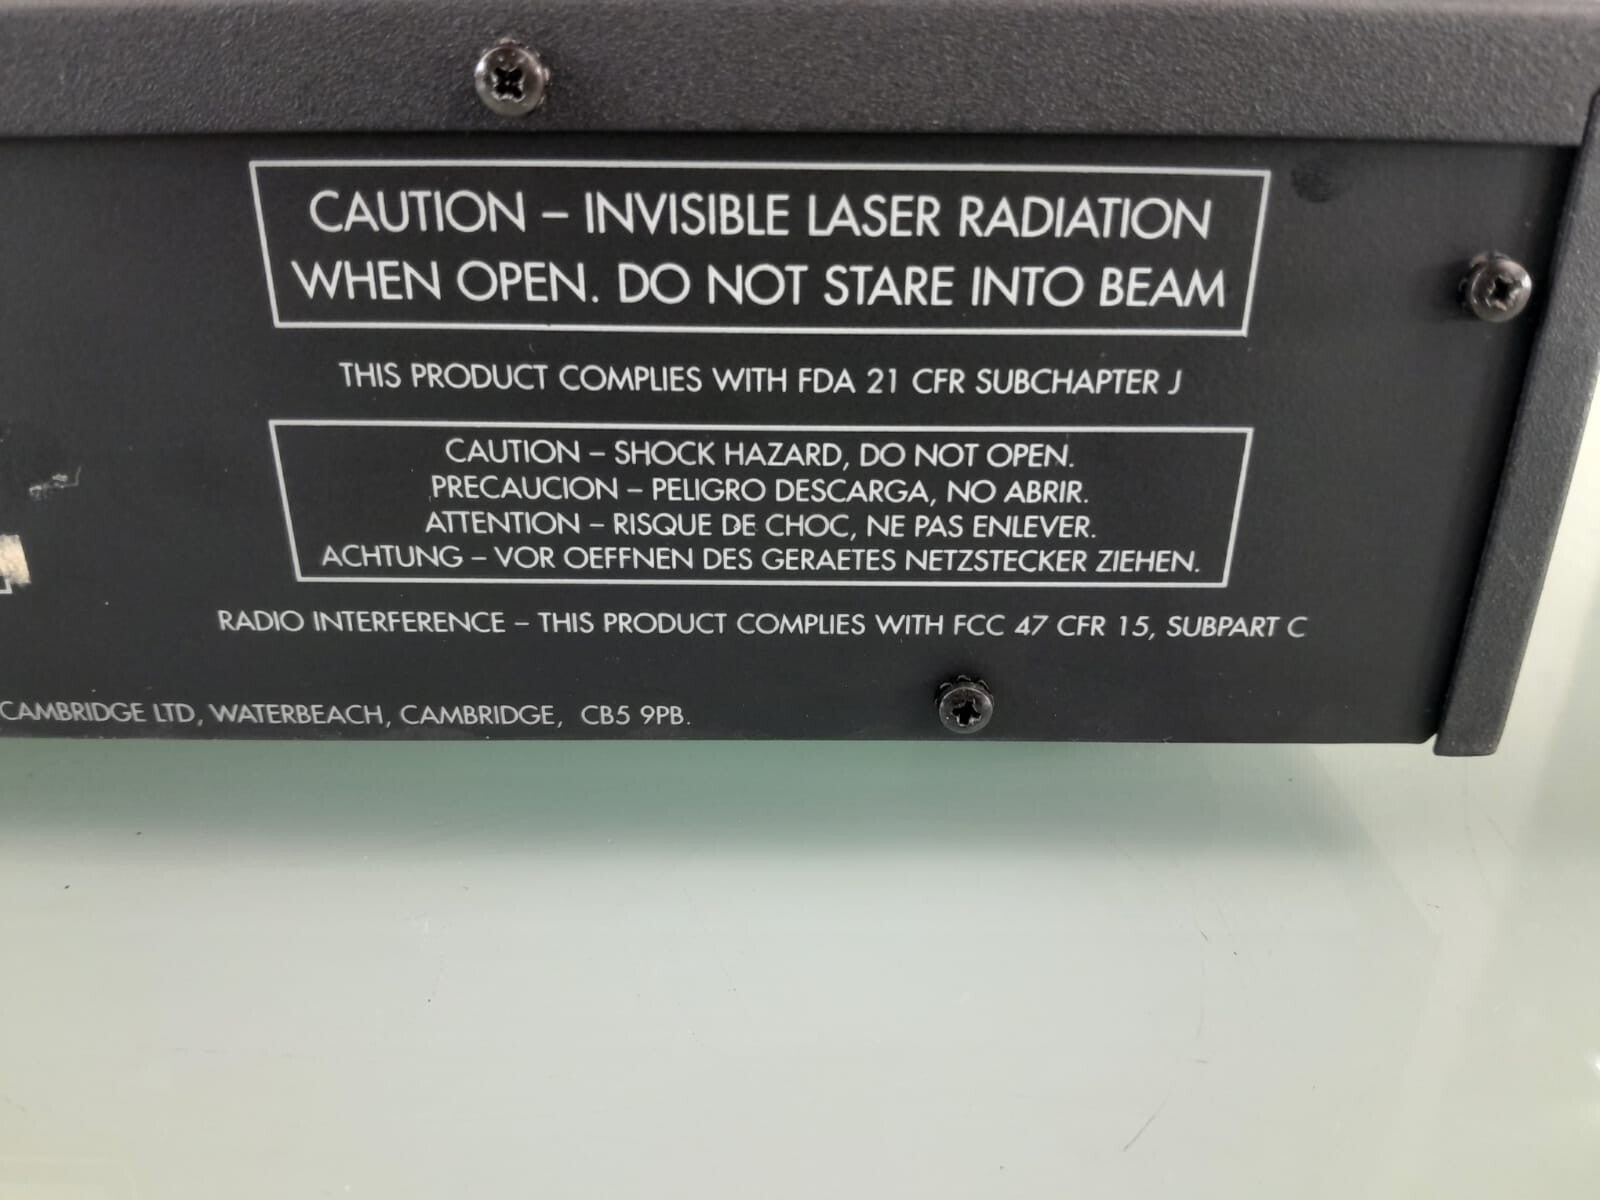 CAUTION – INVISIBLE LASER RADIATION
WHEN OPEN. DO NOT STARE INTO BEAM
THIS PRODUCT COMPLIES WITH FDA 21 CFR SUBCHAPTER J
CAUTION – SHOCK HAZARD, DO NOT OPEN.
PRECAUCION – PELIGRO DESCARGA, NO ABRIR.
ATTENTION – RISQUE DE CHOC, NE PAS ENLEVER.
ACHTUNG – VOR OEFFNEN DES GERAETES NETZSTECKER ZIEHEN.
RADIO INTERFERENCE – THIS PRODUCT COMPLIES WITH FCC 47 CFR 15, SUBPART C
CAMBRIDGE LTD, WATERBEACH, CAMBRIDGE, CB5 9PB.